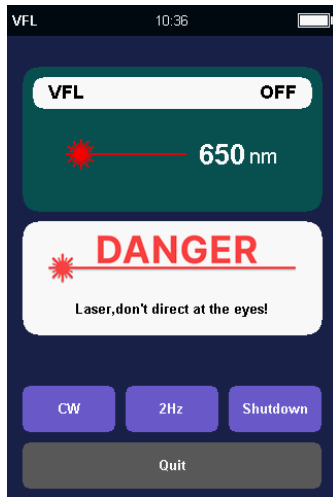 VFL 10:36
VFL OFF
650 nm
DANGER
Laser,don't direct at the eyes!
CW 2Hz Shutdown
Quit